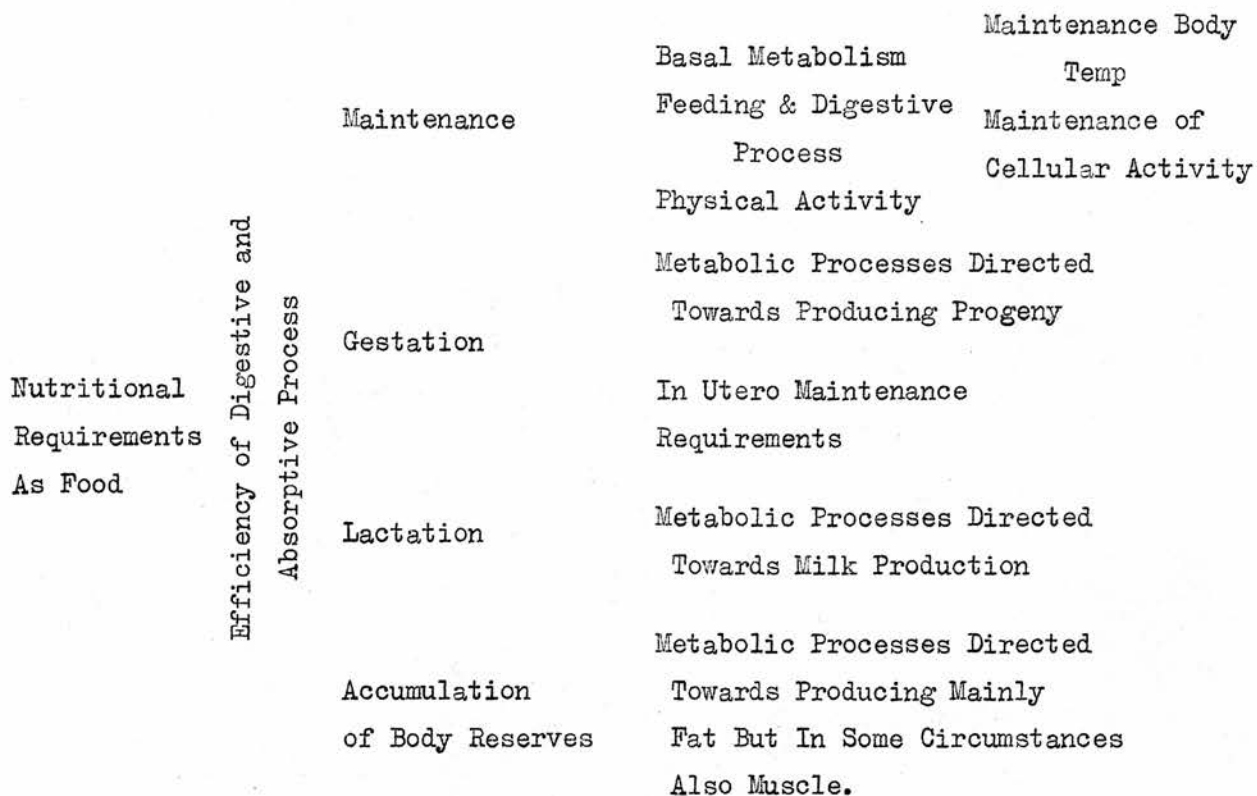 Nutritional
Requirements
As Food
Efficiency of Digestive and
Absorptive Process
Maintenance
Basal Metabolism
Feeding & Digestive
Process
Physical Activity
Maintenance Body
Temp
Maintenance of
Cellular Activity
Gestation
Metabolic Processes Directed
Towards Producing Progeny
In Utero Maintenance
Requirements
Lactation
Metabolic Processes Directed
Towards Milk Production
Accumulation
of Body Reserves
Metabolic Processes Directed
Towards Producing Mainly
Fat But In Some Circumstances
Also Muscle.